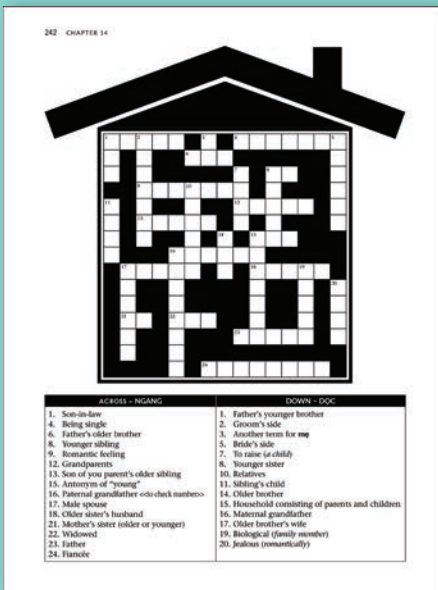 242 CHAPTER 14
ACROSS – NGANG
1. Son-in-law
4. Being single
6. Father's older brother
8. Younger sibling
9. Romantic feeling
12. Grandparents
13. Son of you parent's older sibling
15. Antonym of "young"
16. Paternal grandfather «to check number»
17. Male spouse
18. Older sister's husband
21. Mother's sister (older or younger)
22. Widowed
23. Father
24. Fiancée
DOWN – DỌC
1. Father's younger brother
2. Groom's side
3. Another term for mẹ
5. Bride's side
7. To raise (a child)
8. Younger sister
10. Relatives
11. Sibling's child
14. Older brother
15. Household consisting of parents and children
16. Maternal grandfather
17. Older brother's wife
19. Biological (family member)
20. Jealous (romantically)